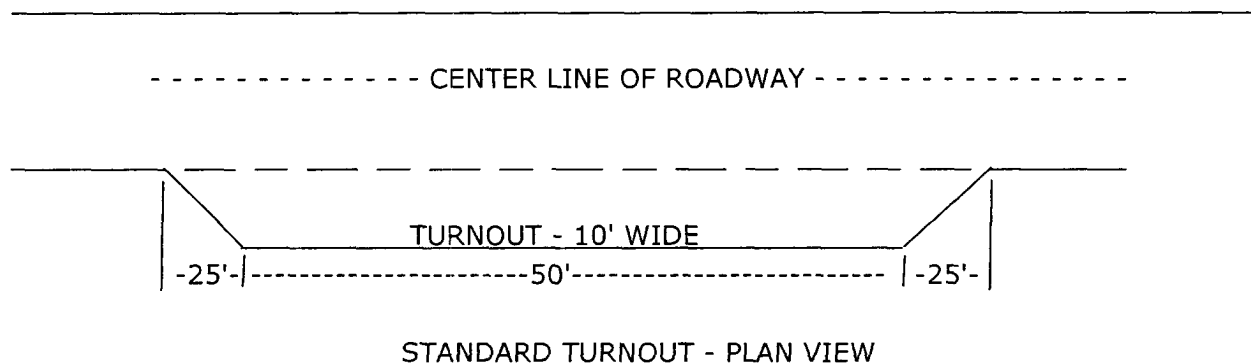 - - - - - - - - - - - - - CENTER LINE OF ROADWAY - - - - - - - - - - - - - - -
TURNOUT - 10' WIDE
-25'-|-----------------------50'-------------------------- | -25'-
STANDARD TURNOUT - PLAN VIEW